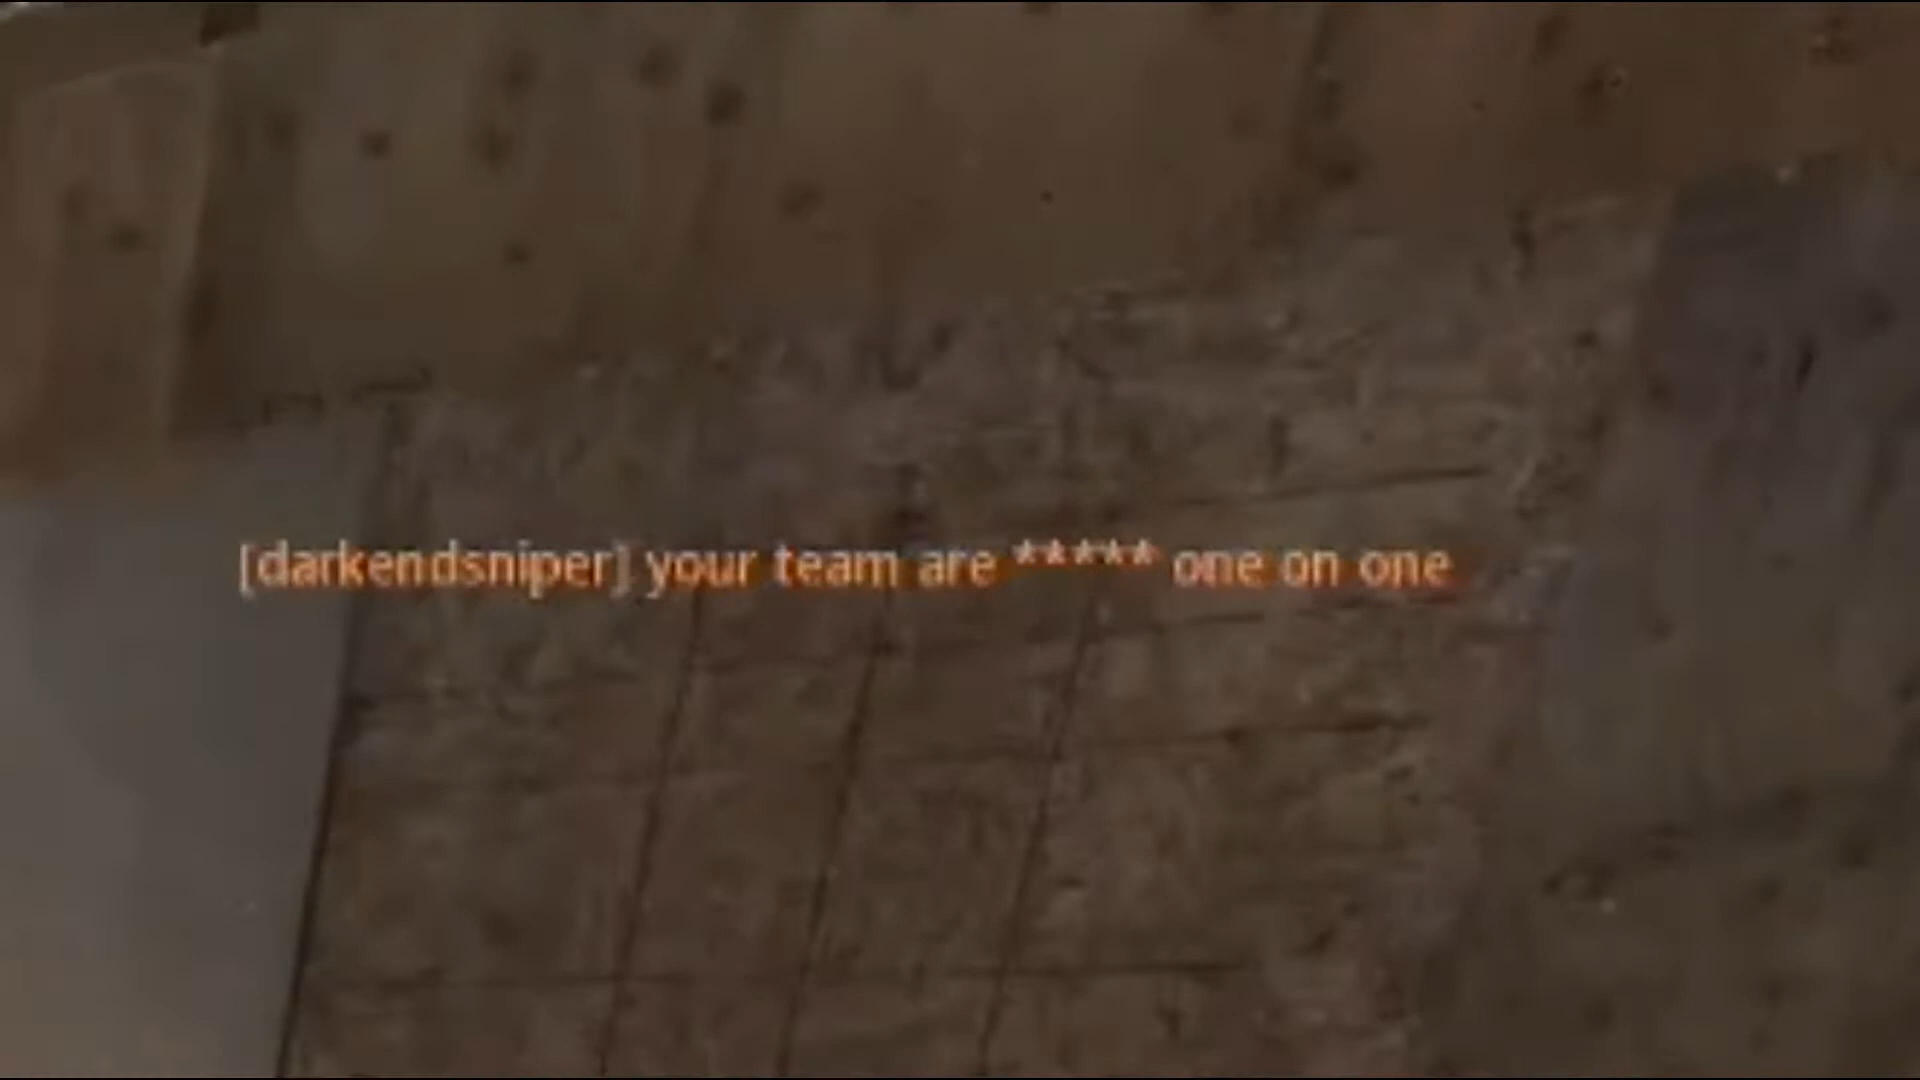 [darkendsniper] your team are ***** one on one